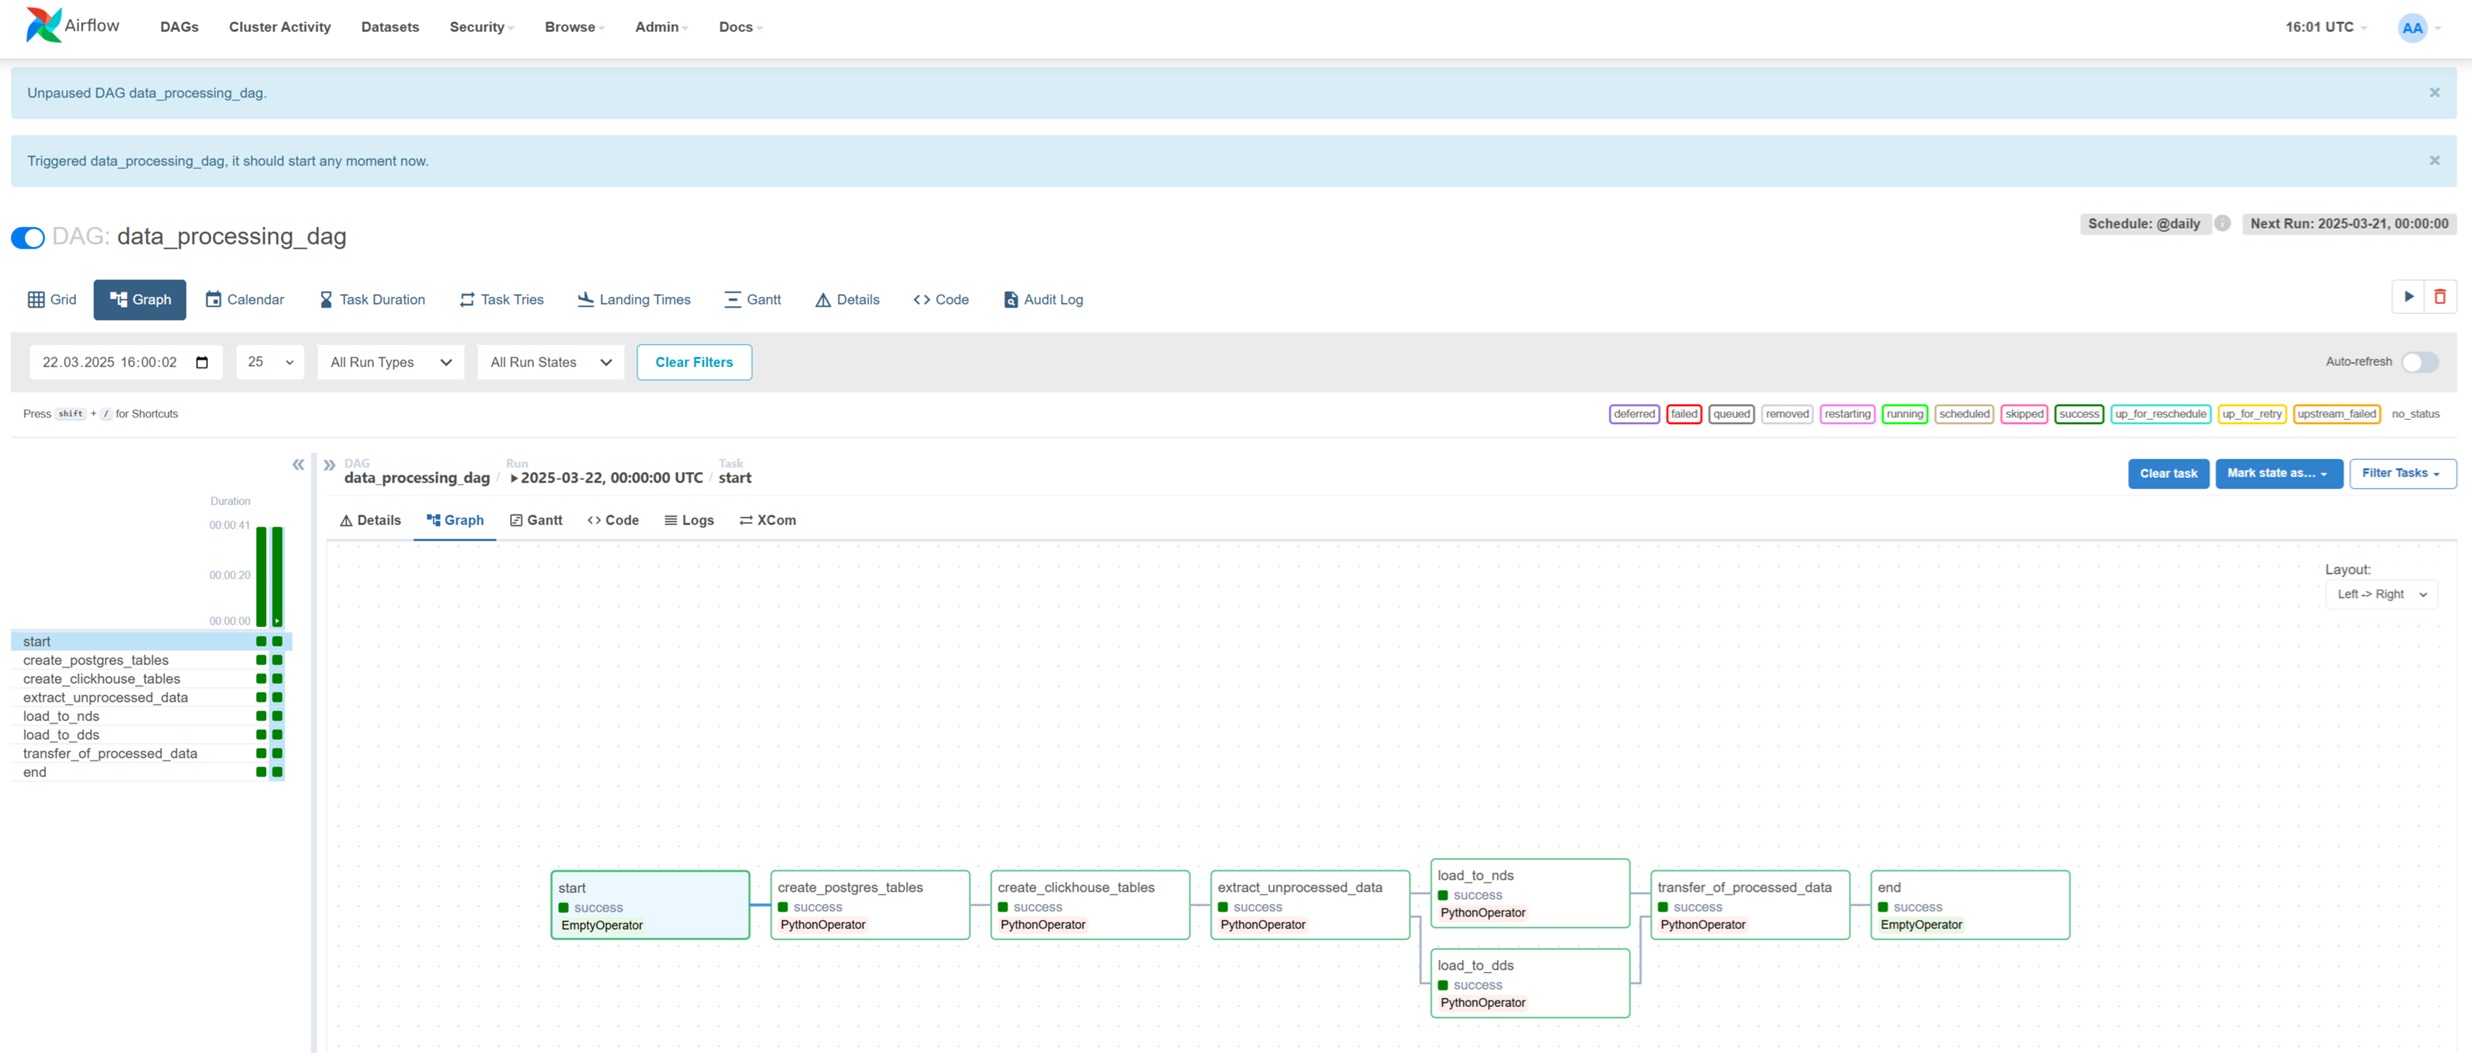 Airflow DAGs Cluster Activity Datasets Security Browse Admin Docs 16:01 UTC AA
Unpaused DAG data_processing_dag. ×
Triggered data_processing_dag, it should start any moment now. ×
DAG: data_processing_dag Schedule: @daily i Next Run: 2025-03-21, 00:00:00
Grid Graph Calendar Task Duration Task Tries Landing Times Gantt Details Code Audit Log
22.03.2025 16:00:02 25 All Run Types All Run States Clear Filters Auto-refresh
Press shift + / for Shortcuts deferred failed queued removed restarting running scheduled skipped success up_for_reschedule up_for_retry upstream_failed no_status
DAG Run Task
data_processing_dag / 2025-03-22, 00:00:00 UTC / start Clear task Mark state as... Filter Tasks
Details Graph Gantt Code Logs XCom
Duration
00:00:41
00:00:20
00:00:00
start
create_postgres_tables
create_clickhouse_tables
extract_unprocessed_data
load_to_nds
load_to_dds
transfer_of_processed_data
end
Layout:
Left -> Right
start
success
EmptyOperator
create_postgres_tables
success
PythonOperator
create_clickhouse_tables
success
PythonOperator
extract_unprocessed_data
success
PythonOperator
load_to_nds
success
PythonOperator
load_to_dds
success
PythonOperator
transfer_of_processed_data
success
PythonOperator
end
success
EmptyOperator